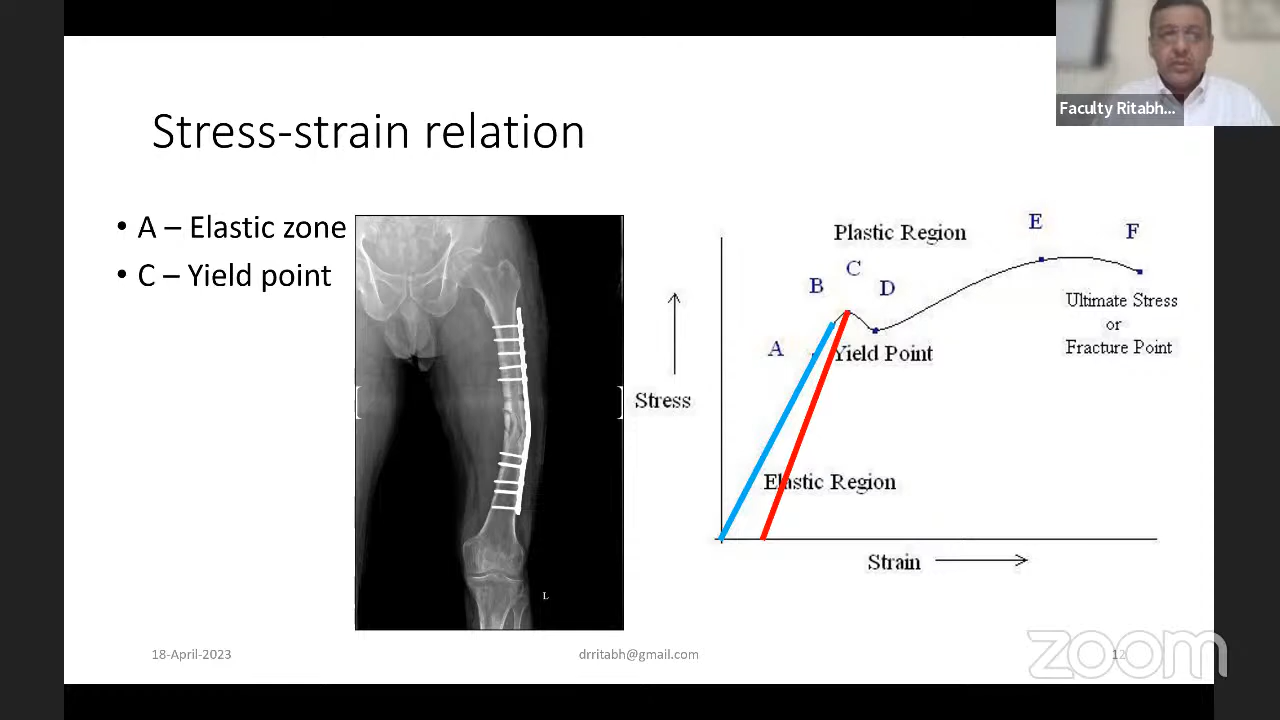 Faculty Ritabh...
Stress-strain relation
• A – Elastic zone
• C – Yield point
L
Plastic Region
E
F
C
B
D
A
Yield Point
Ultimate Stress
or
Fracture Point
Stress
Elastic Region
Strain
18-April-2023
drritabh@gmail.com
12
zoom